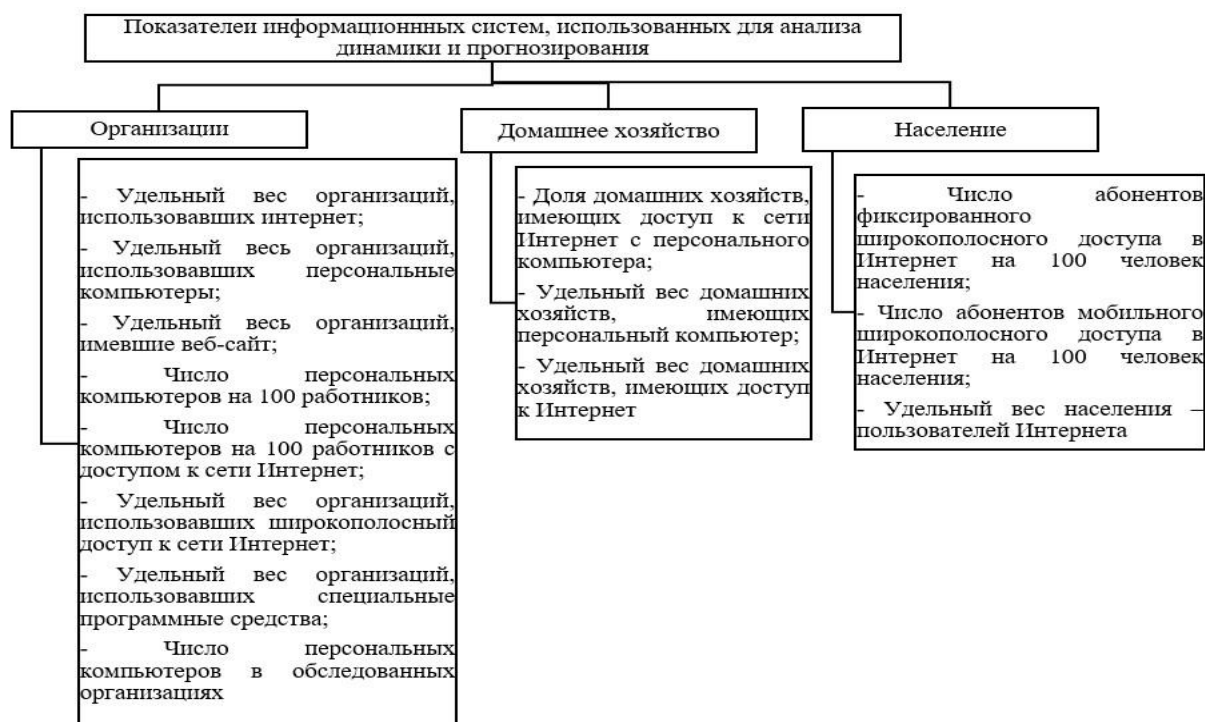 Показателеи информационнных систем, использованных для анализа
динамики и прогнозирования
Организации
Домашнее хозяйство
Население
- Удельный вес организаций,
использовавших интернет;
- Удельный весь организаций,
использовавших персональные
компьютеры;
- Удельный весь организаций,
имевшие веб-сайт;
- Число персональных
компьютеров на 100 работников;
- Число персональных
компьютеров на 100 работников с
доступом к сети Интернет;
- Удельный вес организаций,
использовавших широкополосный
доступ к сети Интернет;
- Удельный вес организаций,
использовавших специальные
программные средства;
- Число персональных
компьютеров в обследованных
организациях
- Доля домашних хозяйств,
имеющих доступ к сети
Интернет с персонального
компьютера;
- Удельный вес домашних
хозяйств, имеющих
персональный компьютер;
- Удельный вес домашних
хозяйств, имеющих доступ
к Интернет
- Число абонентов
фиксированного
широкополосного доступа в
Интернет на 100 человек
населения;
- Число абонентов мобильного
широкополосного доступа в
Интернет на 100 человек
населения;
- Удельный вес населения –
пользователей Интернета